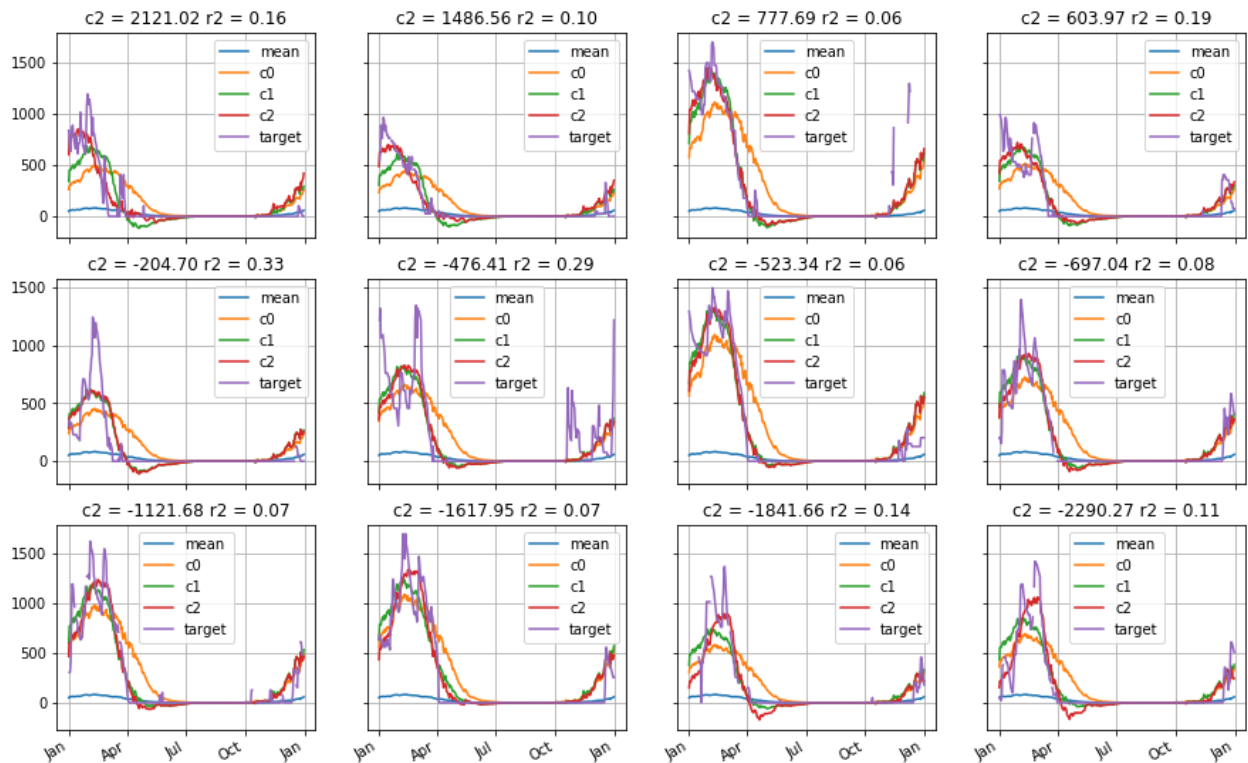 c2 = 2121.02 r2 = 0.16
c2 = 1486.56 r2 = 0.10
c2 = 777.69 r2 = 0.06
c2 = 603.97 r2 = 0.19
1500
1000
500
0
mean
c0
c1
c2
target
mean
c0
c1
c2
target
mean
c0
c1
c2
target
mean
c0
c1
c2
target
c2 = -204.70 r2 = 0.33
c2 = -476.41 r2 = 0.29
c2 = -523.34 r2 = 0.06
c2 = -697.04 r2 = 0.08
1500
1000
500
0
mean
c0
c1
c2
target
mean
c0
c1
c2
target
mean
c0
c1
c2
target
mean
c0
c1
c2
target
c2 = -1121.68 r2 = 0.07
c2 = -1617.95 r2 = 0.07
c2 = -1841.66 r2 = 0.14
c2 = -2290.27 r2 = 0.11
1500
1000
500
0
mean
c0
c1
c2
target
mean
c0
c1
c2
target
mean
c0
c1
c2
target
mean
c0
c1
c2
target
Jan
Apr
Jul
Oct
Jan
Jan
Apr
Jul
Oct
Jan
Jan
Apr
Jul
Oct
Jan
Jan
Apr
Jul
Oct
Jan